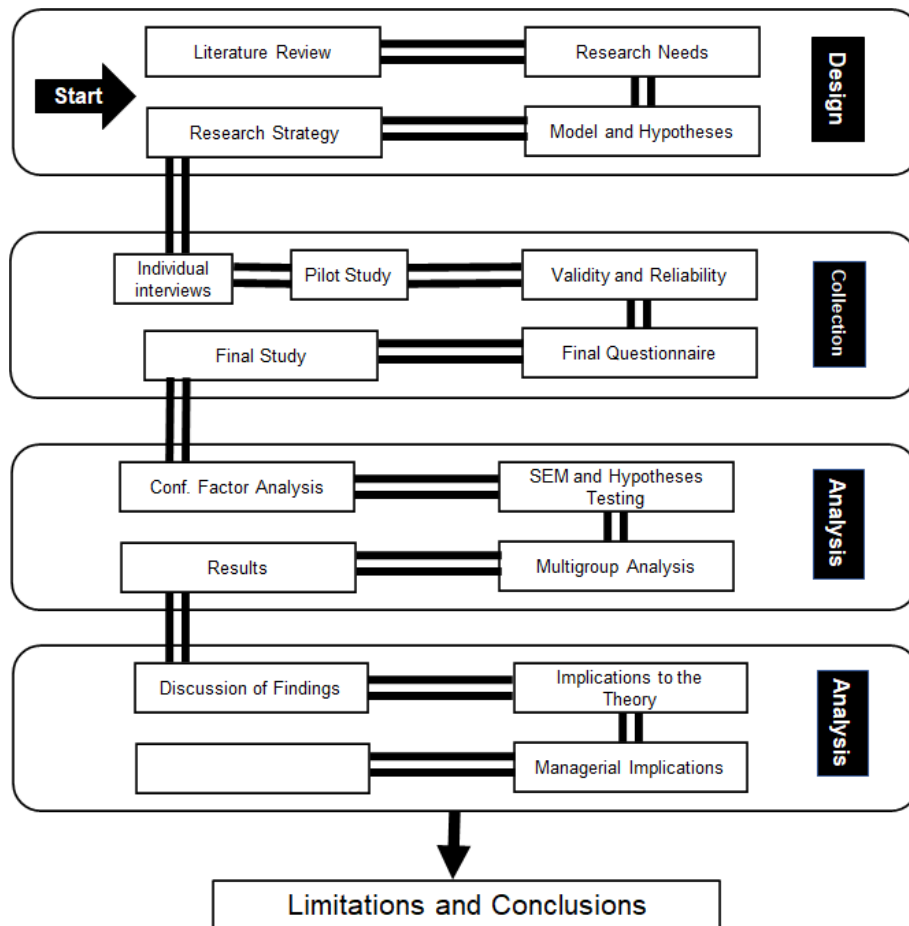 Literature Review
Research Needs
Start
Research Strategy
Model and Hypotheses
Design
Individual
interviews
Pilot Study
Validity and Reliability
Final Study
Final Questionnaire
Collection
Conf. Factor Analysis
SEM and Hypotheses
Testing
Results
Multigroup Analysis
Analysis
Discussion of Findings
Implications to the
Theory
Managerial Implications
Analysis
Limitations and Conclusions